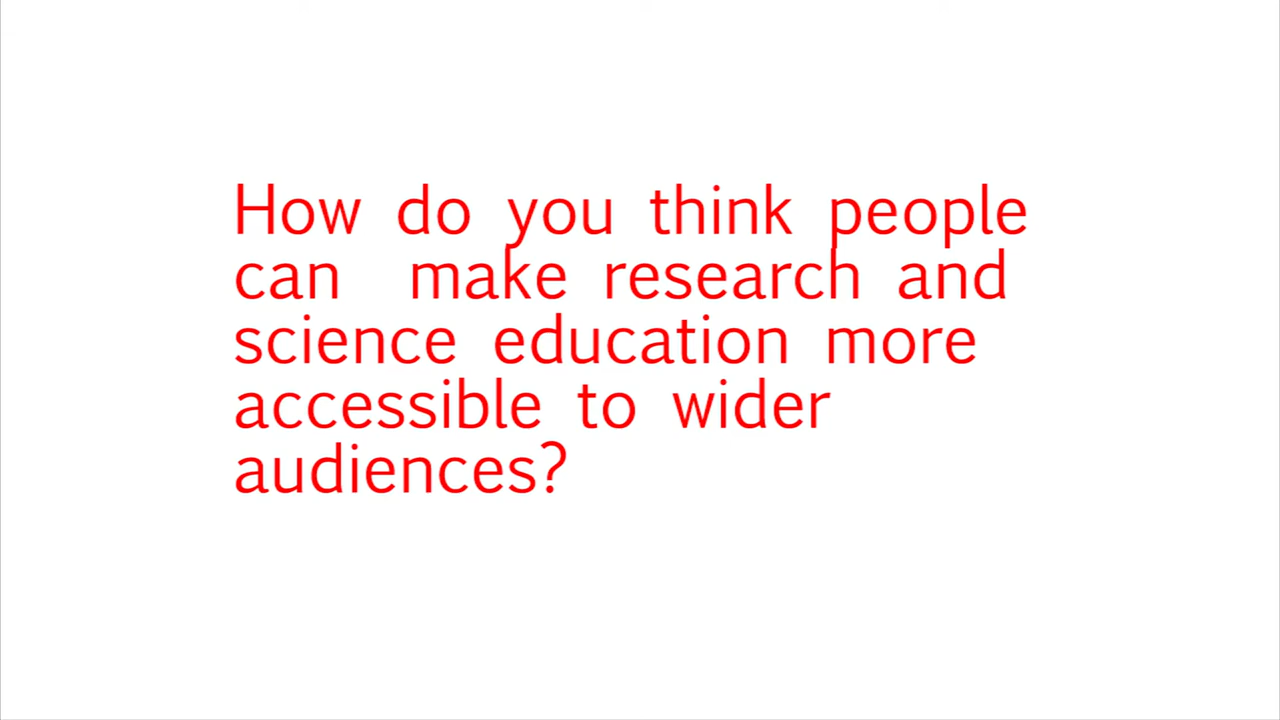 How do you think people
can make research and
science education more
accessible to wider
audiences?